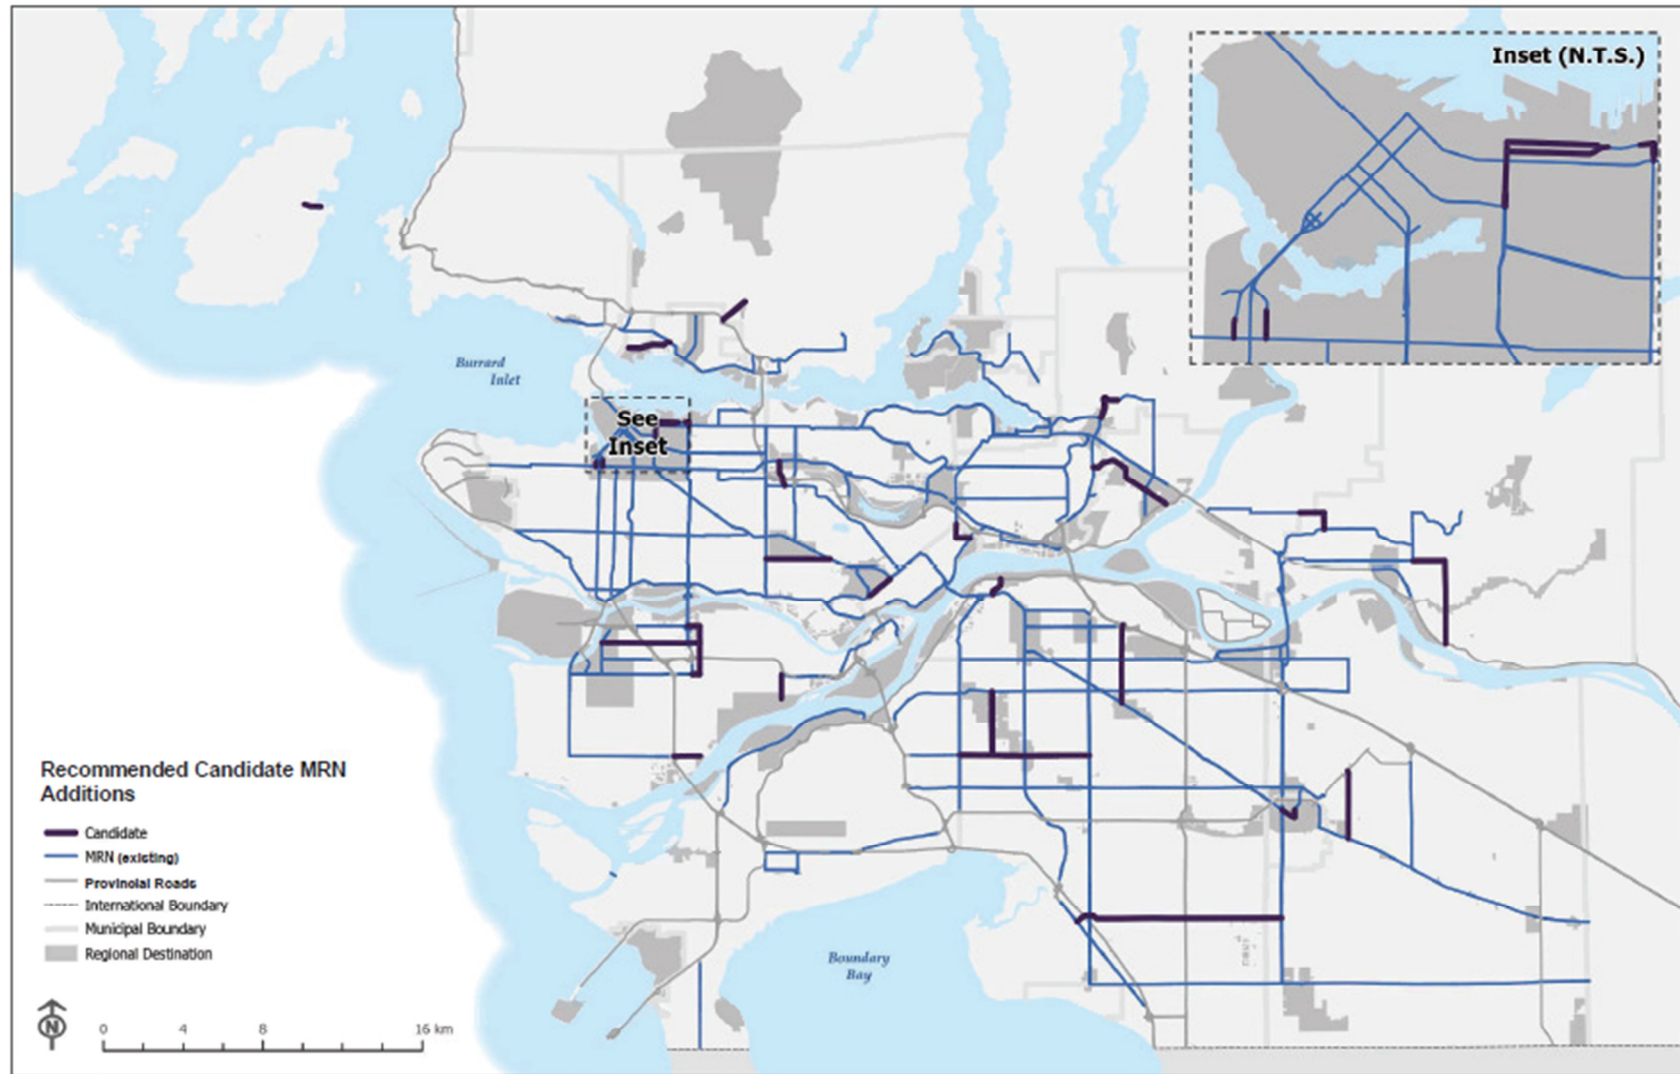 Inset (N.T.S.)
Burrard
Inlet
See
Inset
Recommended Candidate MRN
Additions
Candidate
MRN (existing)
Provincial Roads
International Boundary
Municipal Boundary
Regional Destination
Boundary
Bay
N
0 4 8 16 km